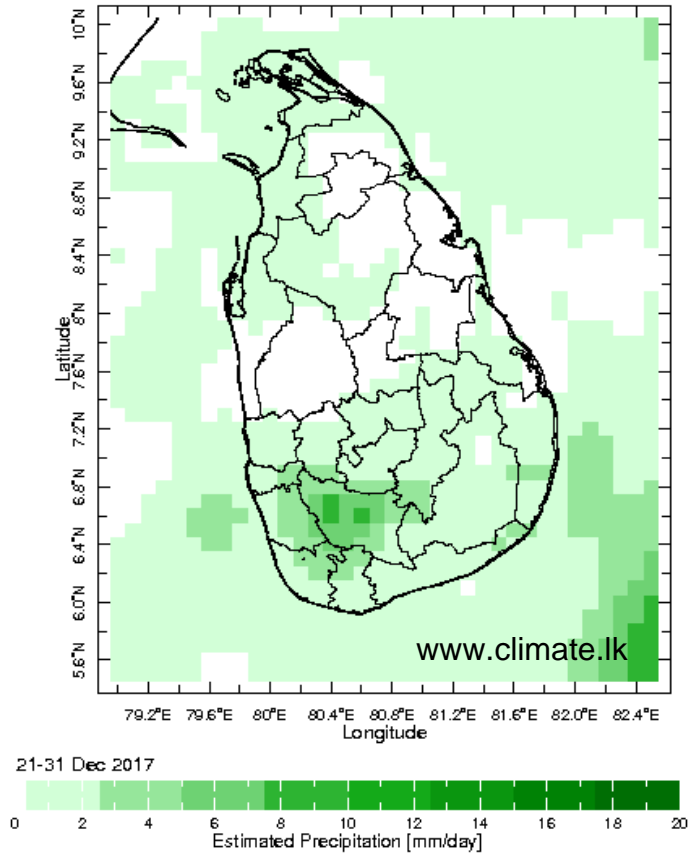 10°N
9.6°N
9.2°N
8.8°N
8.4°N
8°N
7.6°N
7.2°N
6.8°N
6.4°N
6.0°N
5.6°N
Latitude
www.climate.lk
79.2°E 79.6°E 80°E 80.4°E 80.8°E 81.2°E 81.6°E 82.0°E 82.4°E
Longitude
21-31 Dec 2017
0 2 4 6 8 10 12 14 16 18 20
Estimated Precipitation [mm/day]